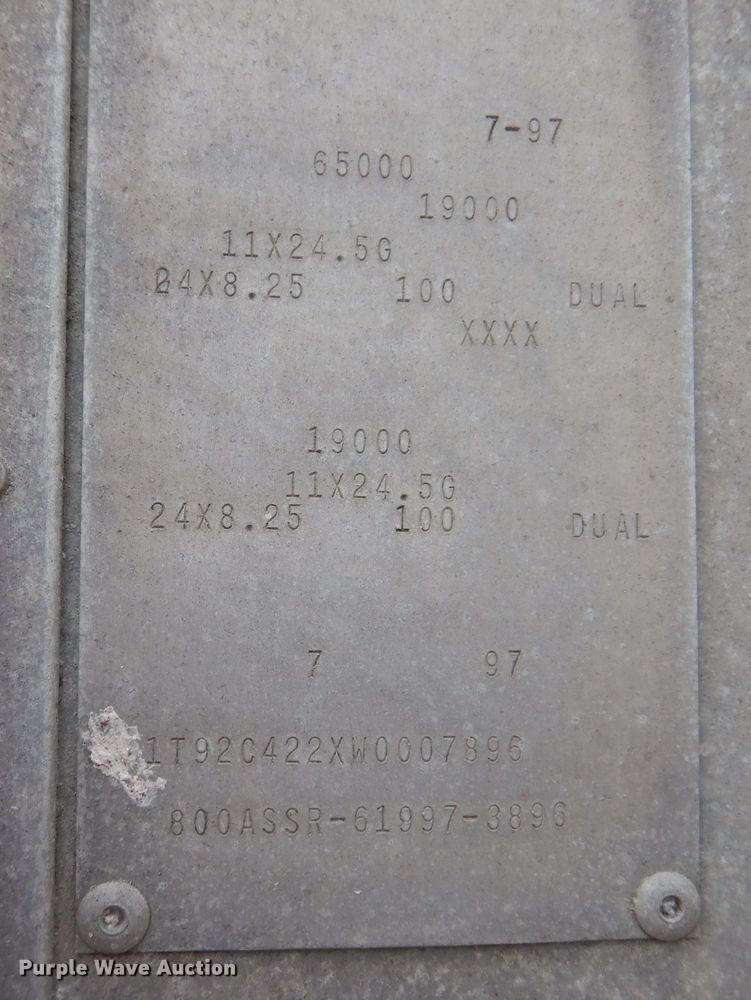 7-97
65000
19000
11X24.5G
24X8.25 100 DUAL
XXXX
19000
11X24.5G
24X8.25 100 DUAL
7 97
1T92C422XW0007896
800ASSR-61997-3896
Purple Wave Auction